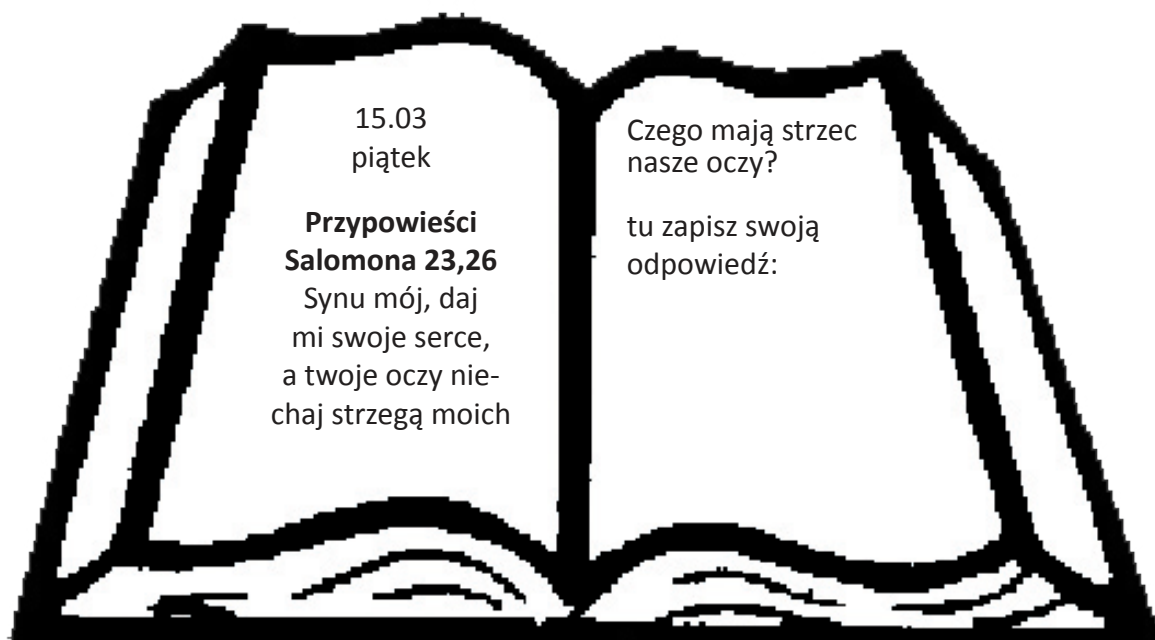 15.03
piątek
Przypowieści
Salomona 23,26
Synu mój, daj
mi swoje serce,
a twoje oczy nie-
chaj strzegą moich
Czego mają strzec
nasze oczy?
tu zapisz swoją
odpowiedź: